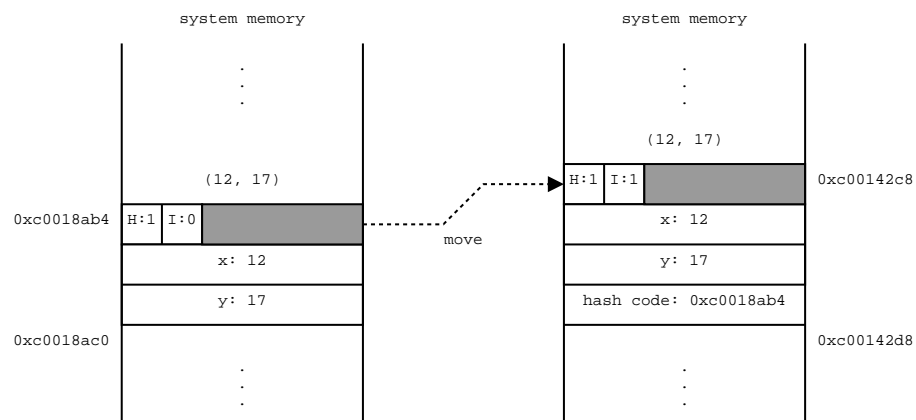 system memory
.
.
.
(12, 17)
0xc0018ab4
H:1 I:0
x: 12
y: 17
0xc0018ac0
.
.
.
move
system memory
.
.
.
(12, 17)
H:1 I:1
0xc00142c8
x: 12
y: 17
hash code: 0xc0018ab4
0xc00142d8
.
.
.